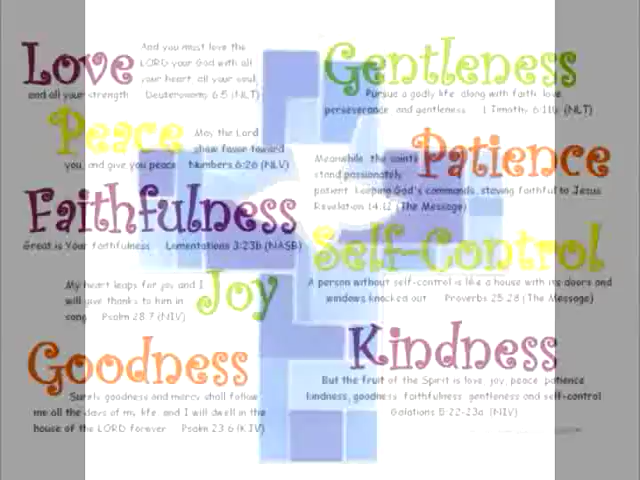 Love And you must love the
LORD your God with all
your heart, all your soul,
and all your strength. Deuteronomy 6:5 (NLT)
Peace May the Lord
show favor toward
you, and give you peace. Numbers 6:26 (NLV)
Faithfulness
Great is Your faithfulness. Lamentations 3:23b (NASB)
My heart leaps for joy and I
will give thanks to him in
song. Psalm 28:7 (NIV)
Joy
Goodness
Surely goodness and mercy shall follow
me all the days of my life: and I will dwell in the
house of the LORD forever. Psalm 23:6 (KJV)
Gentleness
Pursue a godly life, along with faith, love,
perseverance, and gentleness. 1 Timothy 6:11b (NLT)
Patience
Meanwhile, the saints
stand passionately
patient, keeping God's commands, staying faithful to Jesus.
Revelation 14:12 (The Message)
Self-Control
A person without self-control is like a house with its doors and
windows knocked out. Proverbs 25:28 (The Message)
Kindness
But the fruit of the Spirit is love, joy, peace, patience,
kindness, goodness, faithfulness, gentleness and self-control.
Galatians 5:22-23a (NIV)